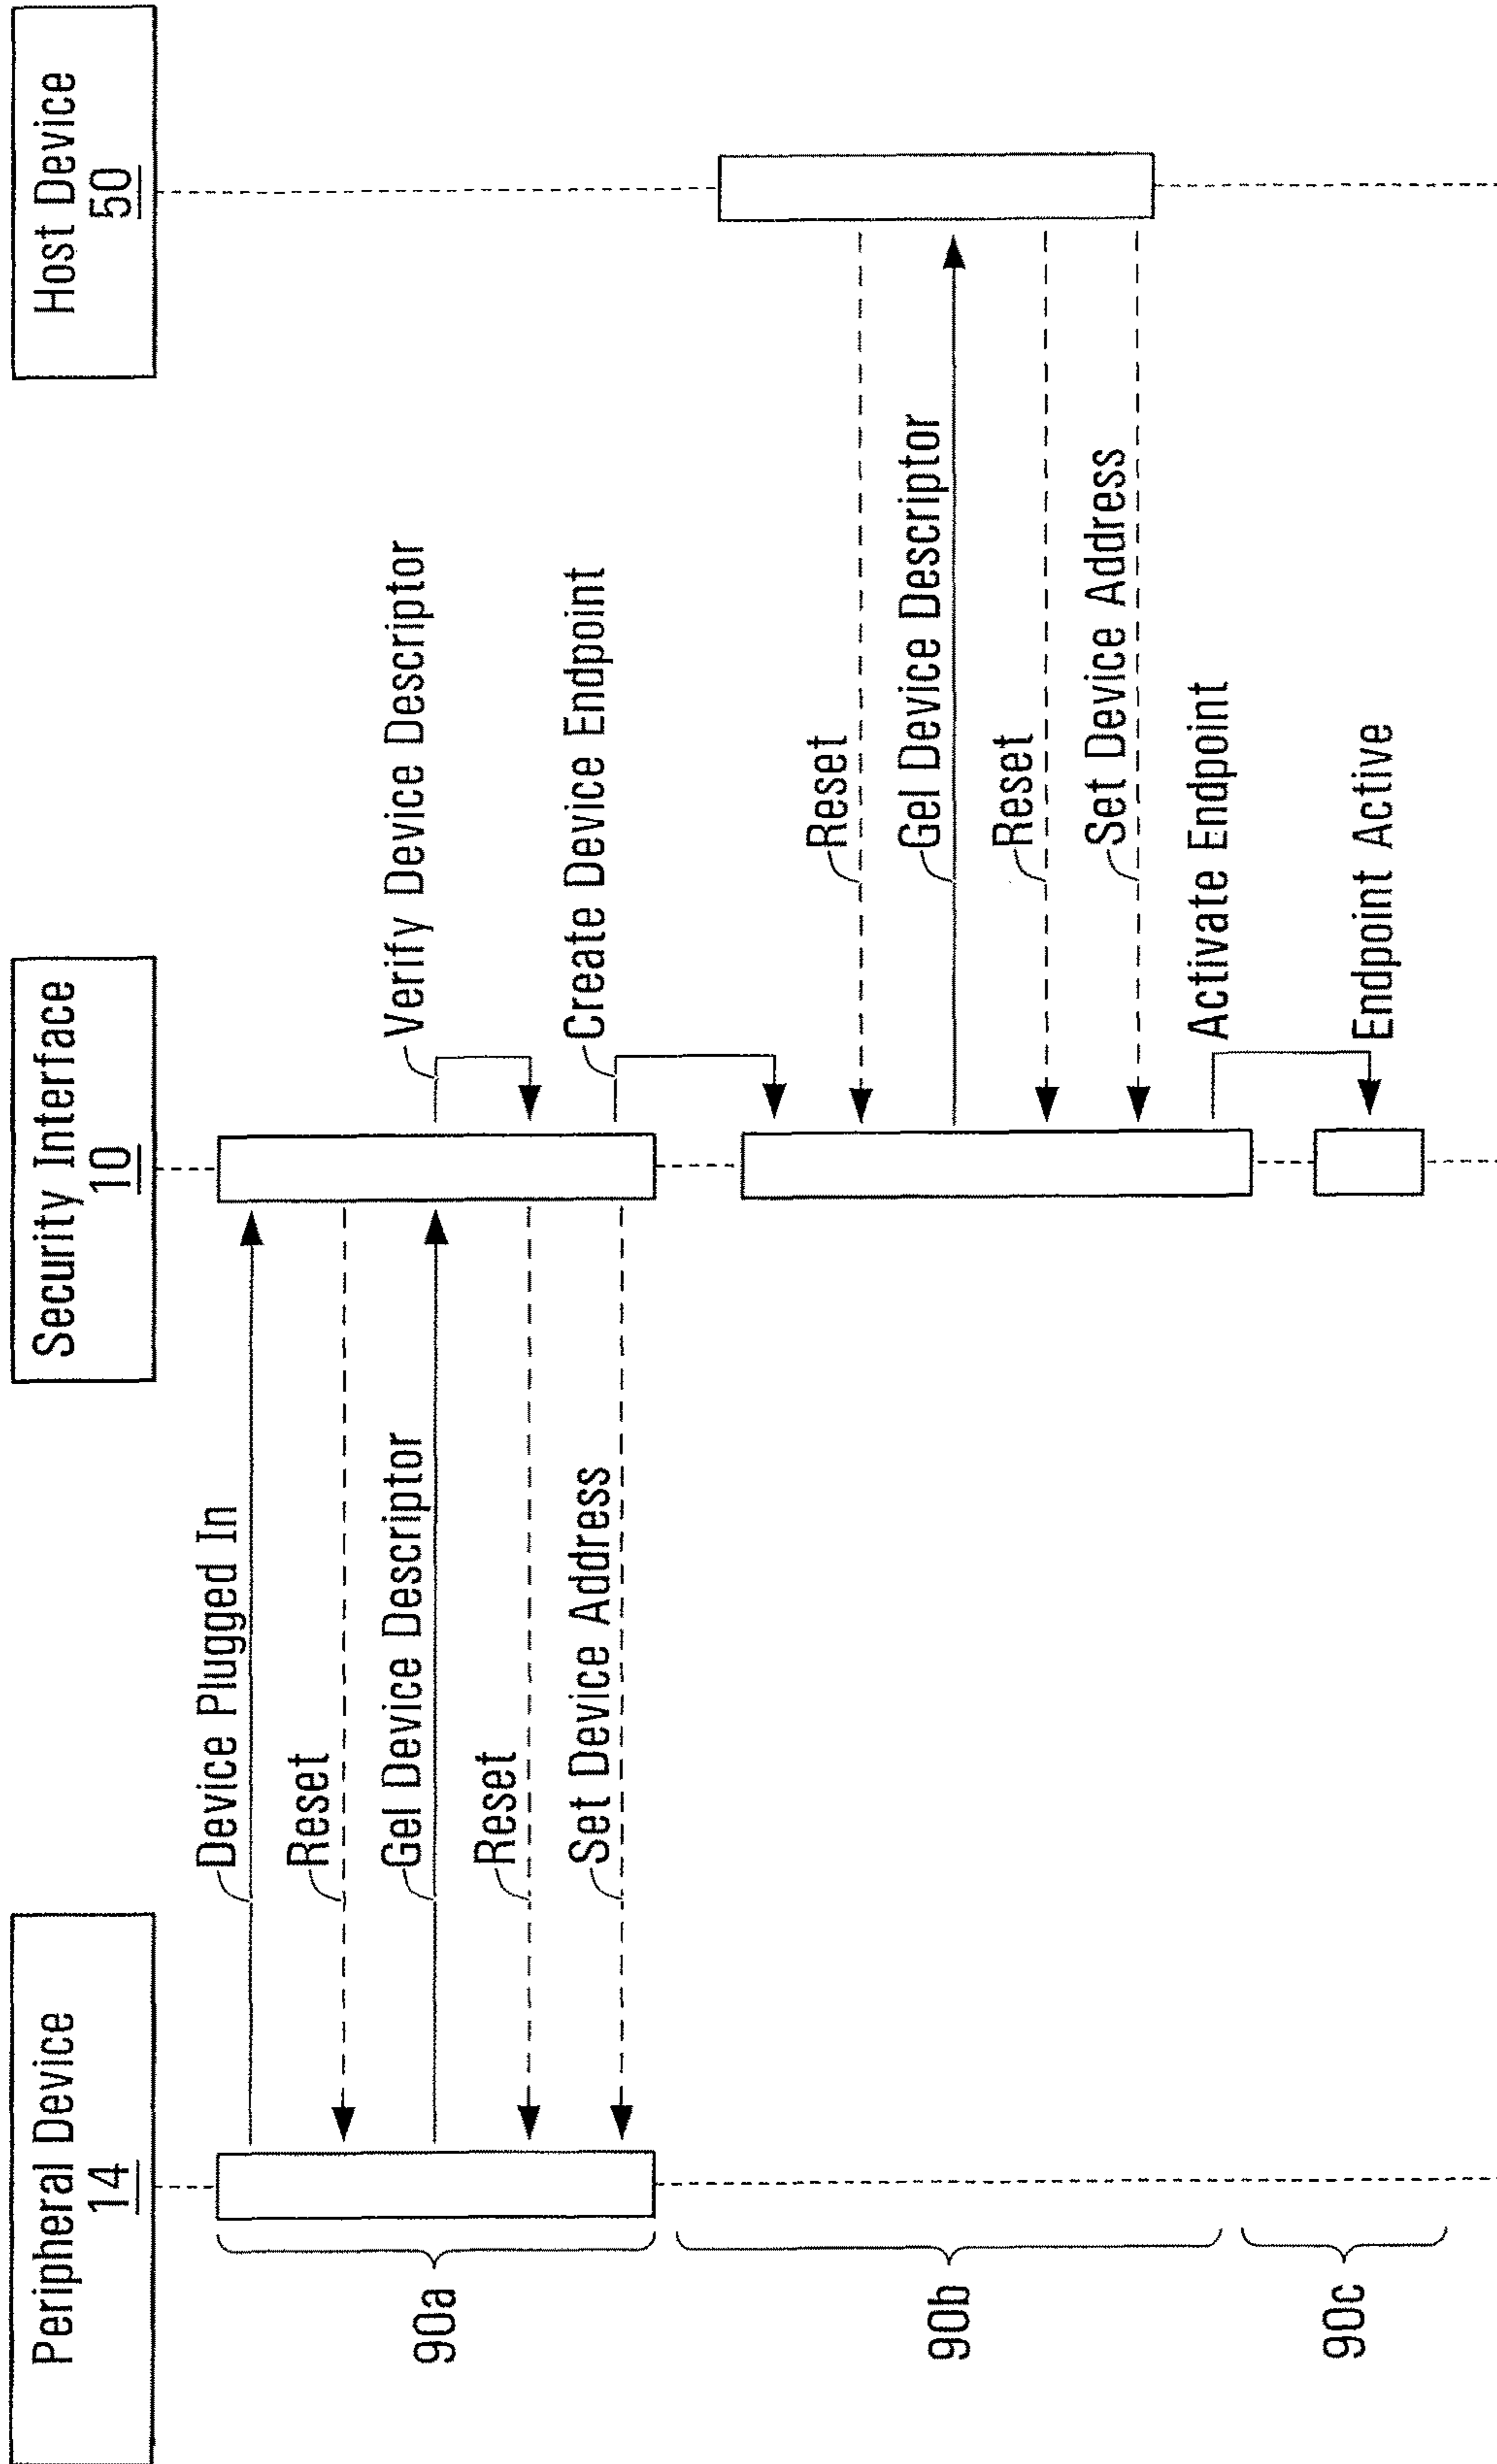 Peripheral Device
14
Security Interface
10
Host Device
50
90a
Device Plugged In
Reset
Gel Device Descriptor
Verify Device Descriptor
Reset
Set Device Address
Create Device Endpoint
90b
Reset
Gel Device Descriptor
Reset
Set Device Address
Activate Endpoint
90c
Endpoint Active